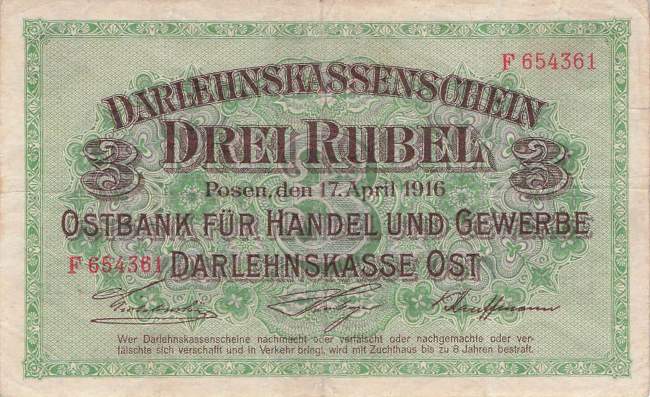 F 654361
DARLEHNSKASSENSCHEIN
3 DREI RUBEL 3
Posen, den 17. April 1916
OSTBANK FÜR HANDEL UND GEWERBE
F 654361 DARLEHNSKASSE OST
Kauffmann
Wer Darlehnskassenscheine nachmacht oder verfälscht oder nachgemachte oder ver-
fälschte sich verschafft und in Verkehr bringt, wird mit Zuchthaus bis zu 8 Jahren bestraft.